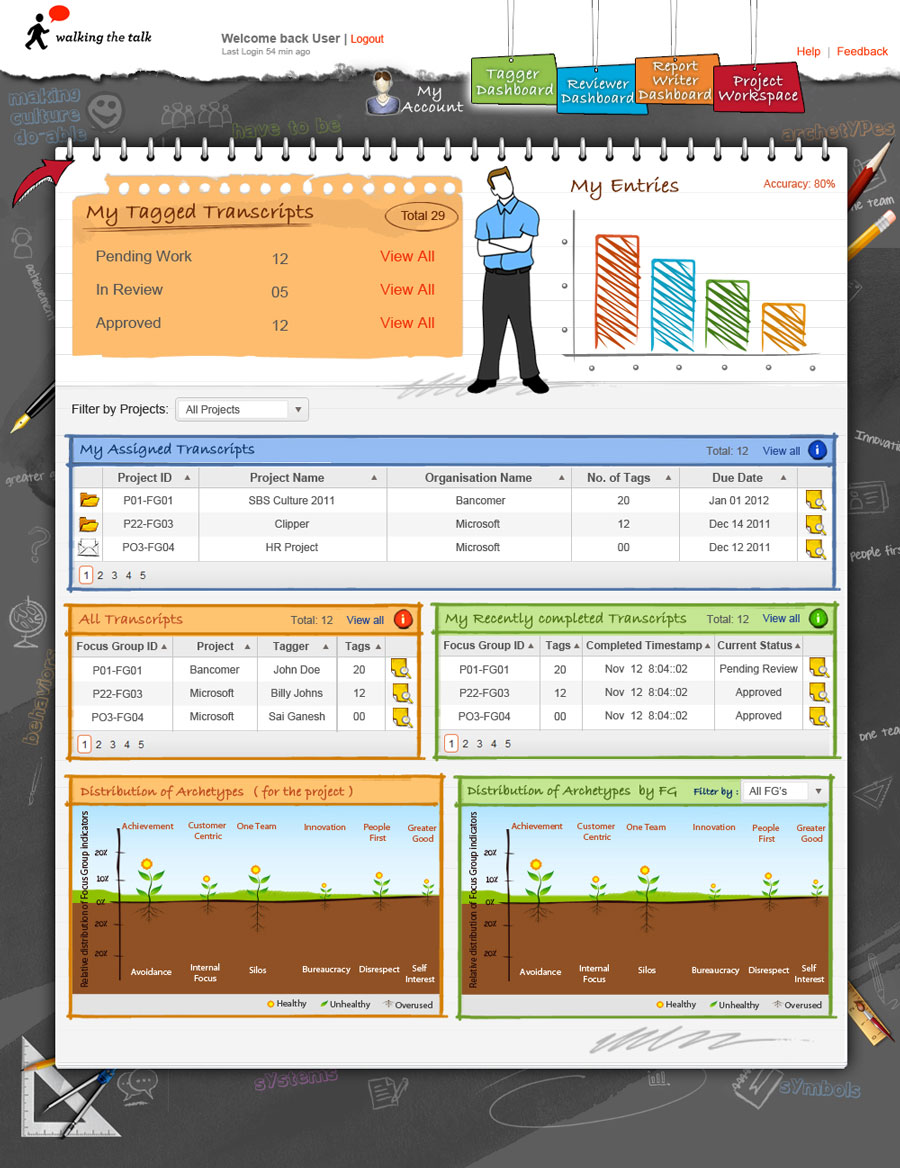 walking the talk
Welcome back User | Logout
Last Login 54 min ago
Help | Feedback
My
Account
Tagger
Dashboard
Reviewer
Dashboard
Report
Writer
Dashboard
Project
Workspace
making
culture
do-able
have to be
archetypes
one team
achievement
My Tagged Transcripts
Total 29
Pending Work 12 View All
In Review 05 View All
Approved 12 View All
My Entries
Accuracy: 80%
Filter by Projects: All Projects
My Assigned Transcripts Total: 12 View all i
Project ID Project Name Organisation Name No. of Tags Due Date
P01-FG01 SBS Culture 2011 Bancomer 20 Jan 01 2012
P22-FG03 Clipper Microsoft 12 Dec 14 2011
PO3-FG04 HR Project Microsoft 00 Dec 12 2011
1 2 3 4 5
greater
people
behaviors
one team
All Transcripts Total: 12 View all i
Focus Group ID Project Tagger Tags
P01-FG01 Bancomer John Doe 20
P22-FG03 Microsoft Billy Johns 12
PO3-FG04 Microsoft Sai Ganesh 00
1 2 3 4 5
My Recently completed Transcripts Total: 12 View all i
Focus Group ID Tags Completed Timestamp Current Status
P01-FG01 20 Nov 12 8:04::02 Pending Review
P22-FG03 12 Nov 12 8:04::02 Approved
PO3-FG04 00 Nov 12 8:04::02 Approved
1 2 3 4 5
Distribution of Archetypes ( for the project )
Relative distribution of Focus Group Indicators
Achievement Customer Centric One Team Innovation People First Greater Good
20%
10%
0%
20%
20%
Avoidance Internal Focus Silos Bureaucracy Disrespect Self Interest
Healthy Unhealthy Overused
Distribution of Archetypes by FG Filter by : All FG's
Relative distribution of Focus Group Indicators
Achievement Customer Centric One Team Innovation People First Greater Good
20%
10%
0%
20%
20%
Avoidance Internal Focus Silos Bureaucracy Disrespect Self Interest
Healthy Unhealthy Overused
systems
symbols